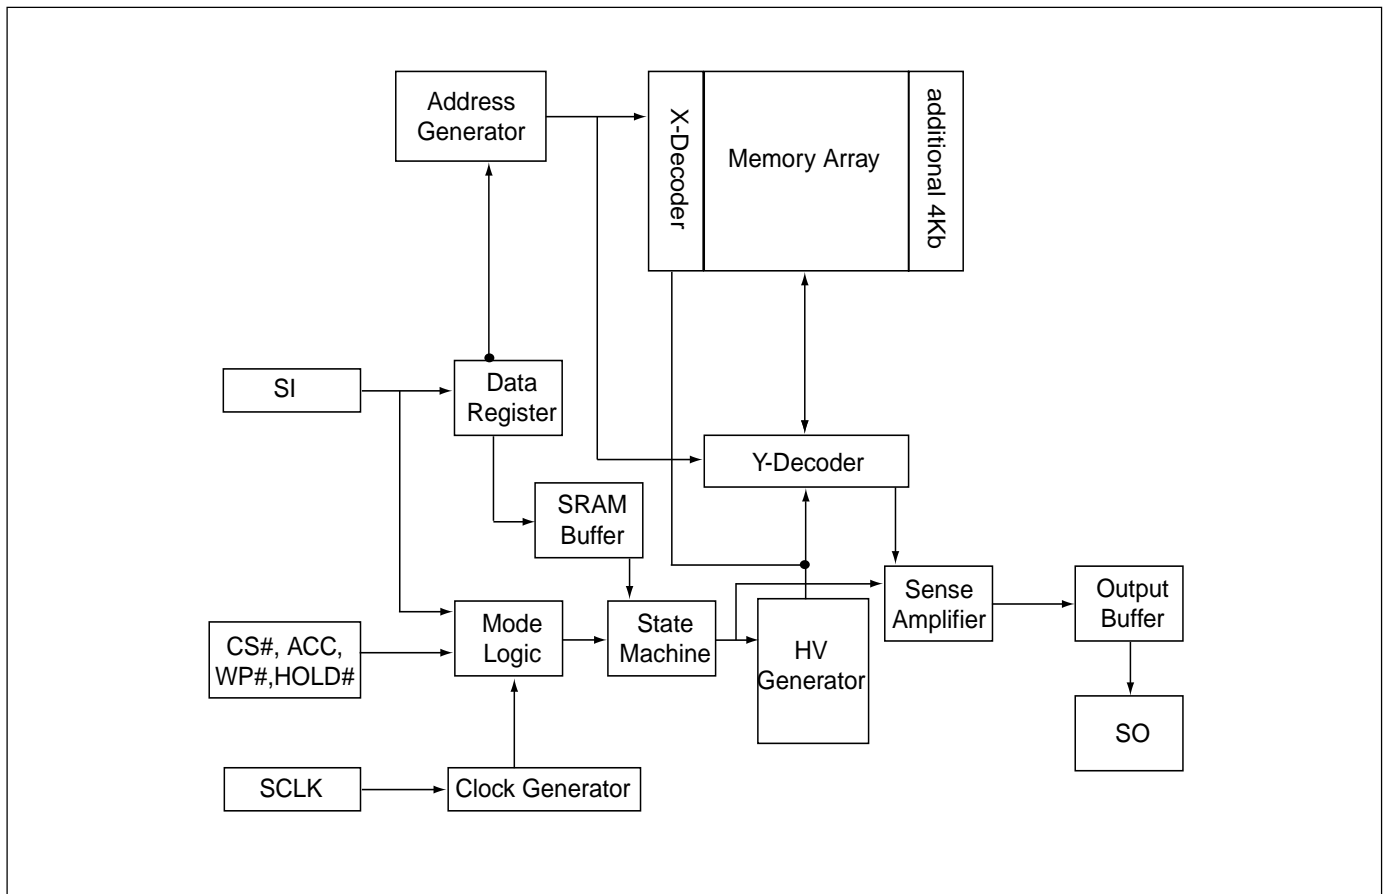 Address
Generator
X-Decoder
Memory Array
additional 4Kb
SI
Data
Register
Y-Decoder
SRAM
Buffer
Sense
Amplifier
Output
Buffer
CS#, ACC,
WP#,HOLD#
Mode
Logic
State
Machine
HV
Generator
SO
SCLK
Clock Generator